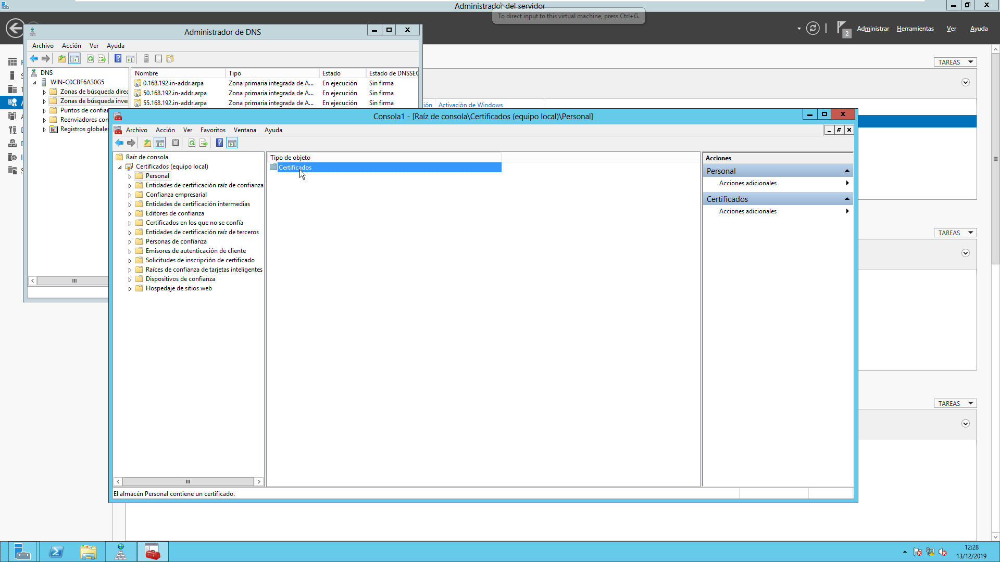 Administrador del servidor
To direct input to this virtual machine, press Ctrl+G.
2
Administrar
Herramientas
Ver
Ayuda
Administrador de DNS
Archivo Acción Ver Ayuda
DNS
WIN-C0CBF6A30G5
Zonas de búsqueda direc
Zonas de búsqueda inver
Puntos de confiar
Reenviadores con
Registros globales
Nombre Tipo Estado Estado de DNSSEC
0.168.192.in-addr.arpa Zona primaria integrada de A... En ejecución Sin firma
50.168.192.in-addr.arpa Zona primaria integrada de A... En ejecución Sin firma
55.168.192.in-addr.arpa Zona primaria integrada de A... En ejecución Sin firma
TAREAS
ión Activación de Windows
Consola1 - [Raíz de consola\Certificados (equipo local)\Personal]
Archivo Acción Ver Favoritos Ventana Ayuda
Raíz de consola
Certificados (equipo local)
Personal
Entidades de certificación raíz de confianza
Confianza empresarial
Entidades de certificación intermedias
Editores de confianza
Certificados en los que no se confía
Entidades de certificación raíz de terceros
Personas de confianza
Emisores de autenticación de cliente
Solicitudes de inscripción de certificado
Raíces de confianza de tarjetas inteligentes
Dispositivos de confianza
Hospedaje de sitios web
Tipo de objeto
Certificados
Acciones
Personal
Acciones adicionales
Certificados
Acciones adicionales
El almacén Personal contiene un certificado.
TAREAS
TAREAS
12:28
13/12/2019